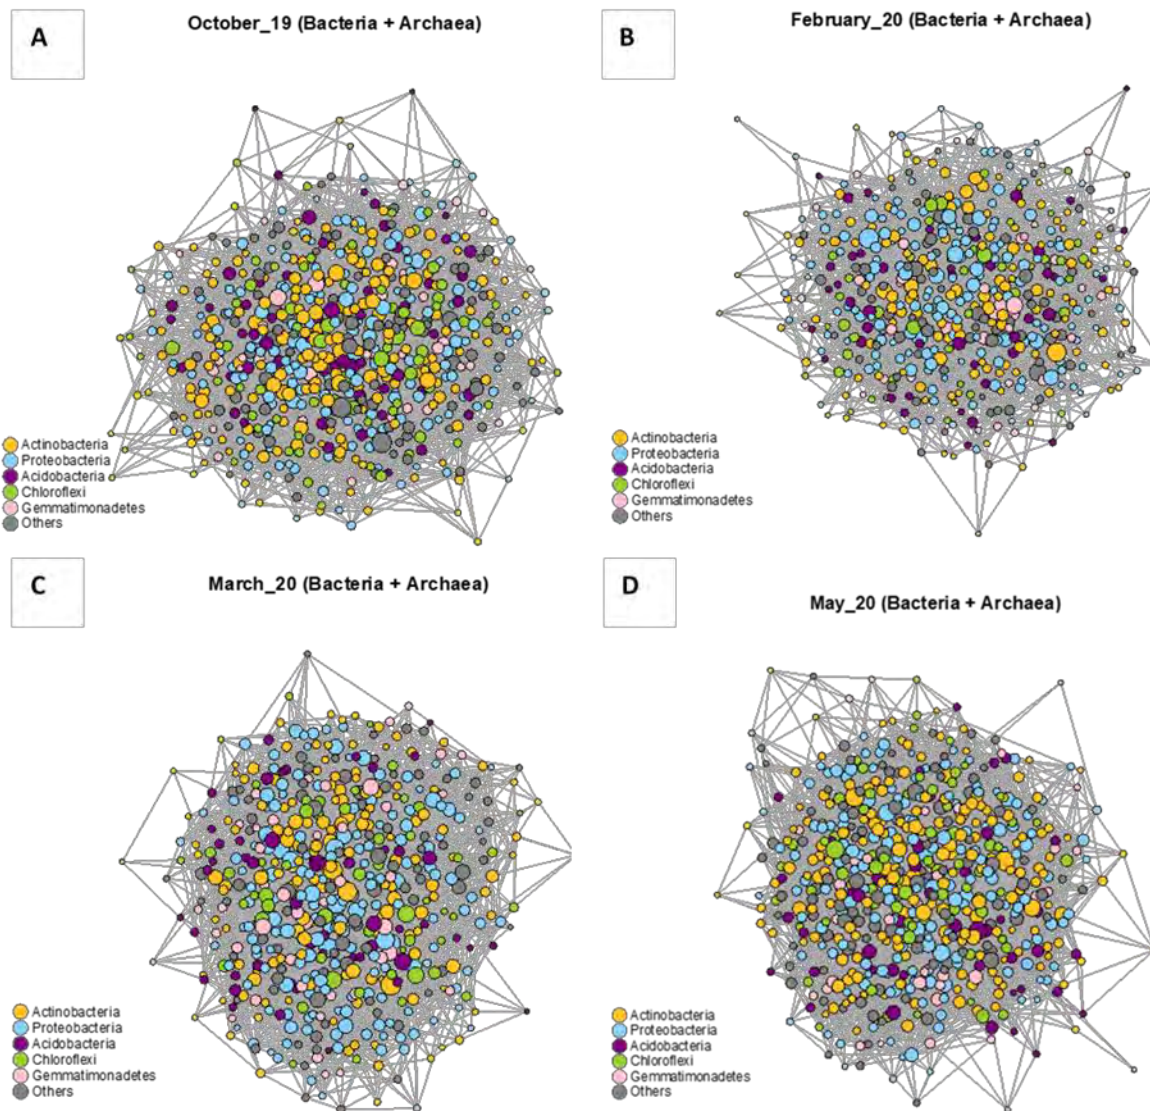 A
October_19 (Bacteria + Archaea)
B
February_20 (Bacteria + Archaea)
Actinobacteria
Proteobacteria
Acidobacteria
Chloroflexi
Gemmatimonadetes
Others
Actinobacteria
Proteobacteria
Acidobacteria
Chloroflexi
Gemmatimonadetes
Others
C
March_20 (Bacteria + Archaea)
D
May_20 (Bacteria + Archaea)
Actinobacteria
Proteobacteria
Acidobacteria
Chloroflexi
Gemmatimonadetes
Others
Actinobacteria
Proteobacteria
Acidobacteria
Chloroflexi
Gemmatimonadetes
Others